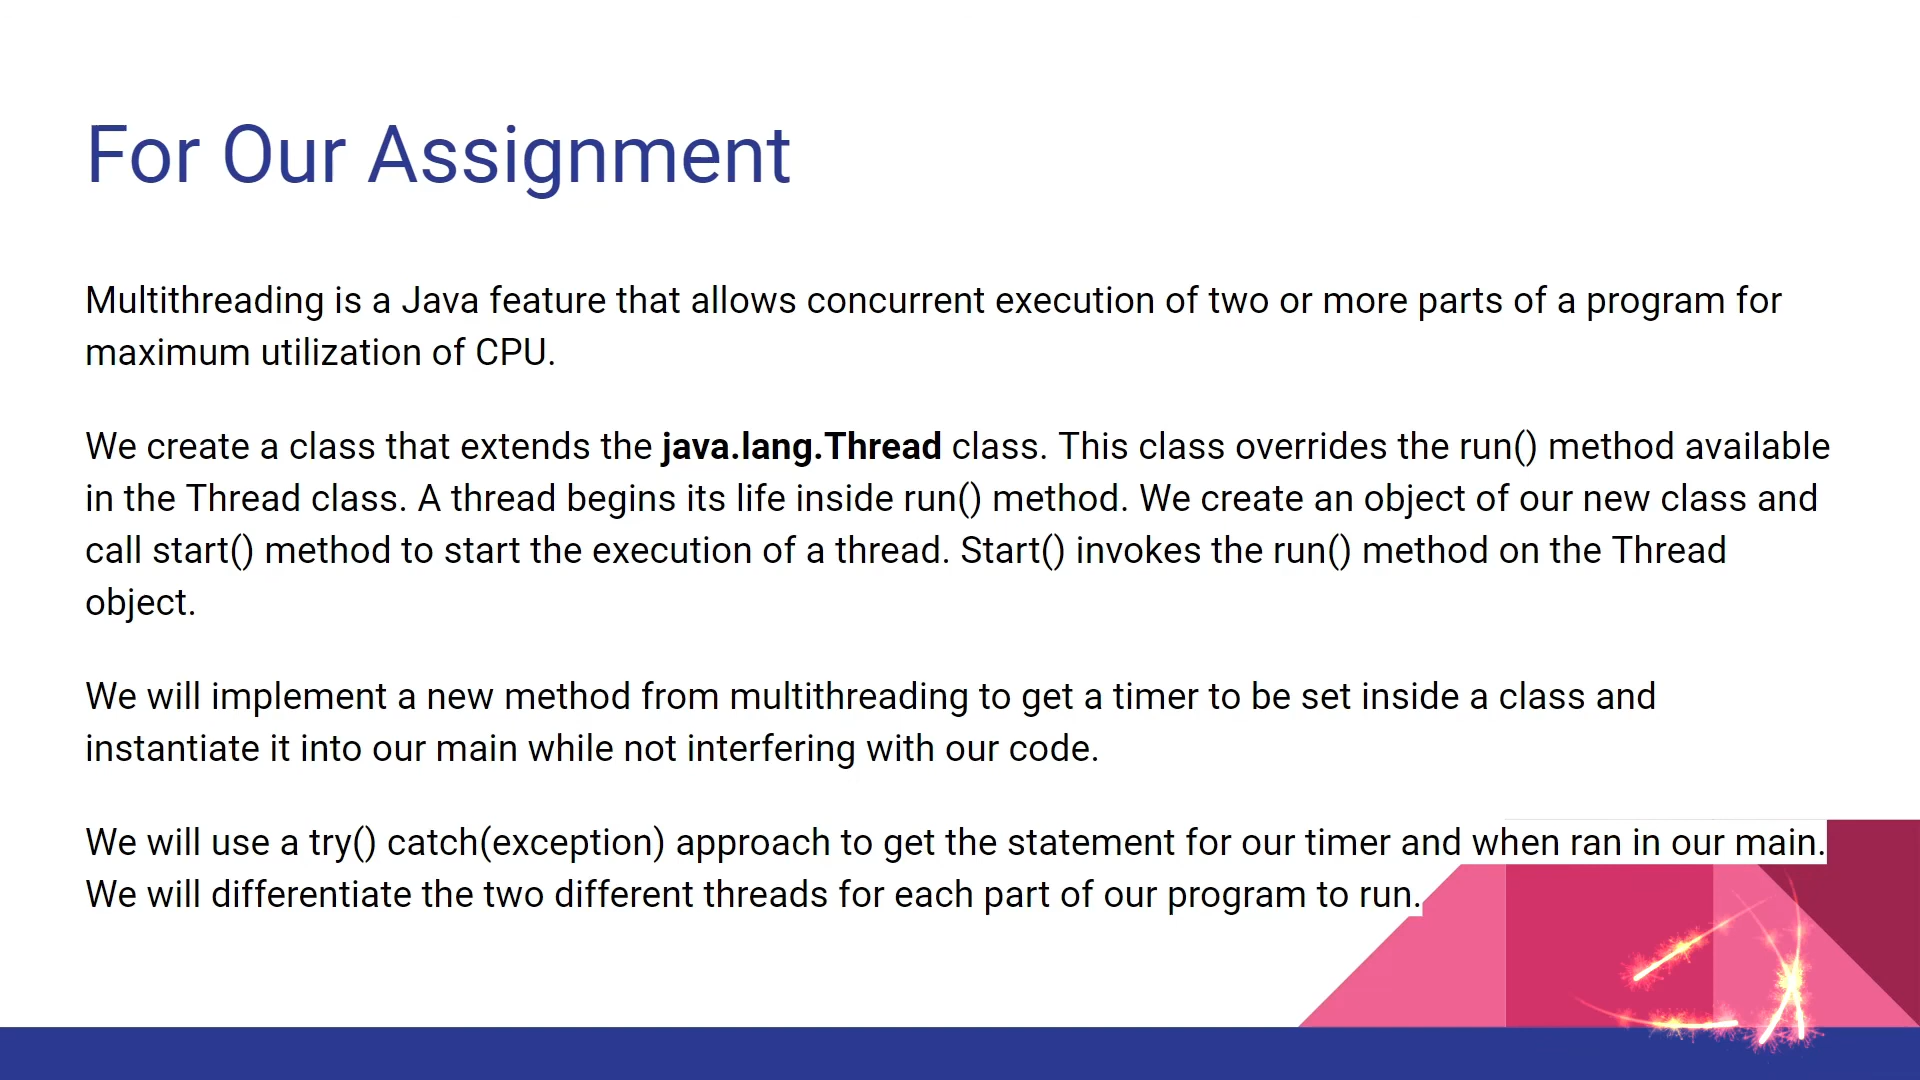 For Our Assignment
Multithreading is a Java feature that allows concurrent execution of two or more parts of a program for
maximum utilization of CPU.
We create a class that extends the java.lang.Thread class. This class overrides the run() method available
in the Thread class. A thread begins its life inside run() method. We create an object of our new class and
call start() method to start the execution of a thread. Start() invokes the run() method on the Thread
object.
We will implement a new method from multithreading to get a timer to be set inside a class and
instantiate it into our main while not interfering with our code.
We will use a try() catch(exception) approach to get the statement for our timer and when ran in our main.
We will differentiate the two different threads for each part of our program to run.